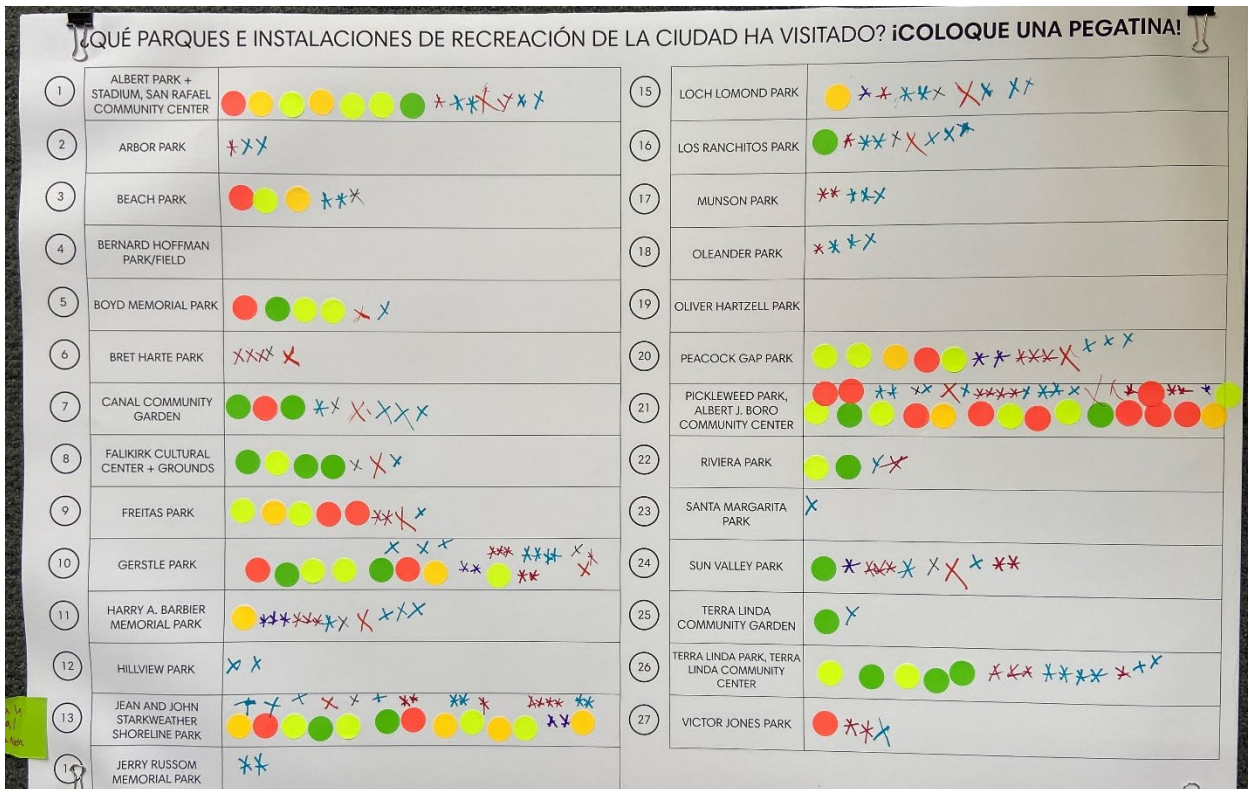 ¿QUÉ PARQUES E INSTALACIONES DE RECREACIÓN DE LA CIUDAD HA VISITADO? ¡COLOQUE UNA PEGATINA!
1
ALBERT PARK +
STADIUM, SAN RAFAEL
COMMUNITY CENTER
2
ARBOR PARK
3
BEACH PARK
4
BERNARD HOFFMAN
PARK/FIELD
5
BOYD MEMORIAL PARK
6
BRET HARTE PARK
7
CANAL COMMUNITY
GARDEN
8
FALIKIRK CULTURAL
CENTER + GROUNDS
9
FREITAS PARK
10
GERSTLE PARK
11
HARRY A. BARBIER
MEMORIAL PARK
12
HILLVIEW PARK
13
JEAN AND JOHN
STARKWEATHER
SHORELINE PARK
14
JERRY RUSSOM
MEMORIAL PARK
15
LOCH LOMOND PARK
16
LOS RANCHITOS PARK
17
MUNSON PARK
18
OLEANDER PARK
19
OLIVER HARTZELL PARK
20
PEACOCK GAP PARK
21
PICKLEWEED PARK,
ALBERT J. BORO
COMMUNITY CENTER
22
RIVIERA PARK
23
SANTA MARGARITA
PARK
24
SUN VALLEY PARK
25
TERRA LINDA
COMMUNITY GARDEN
26
TERRA LINDA PARK, TERRA
LINDA COMMUNITY
CENTER
27
VICTOR JONES PARK